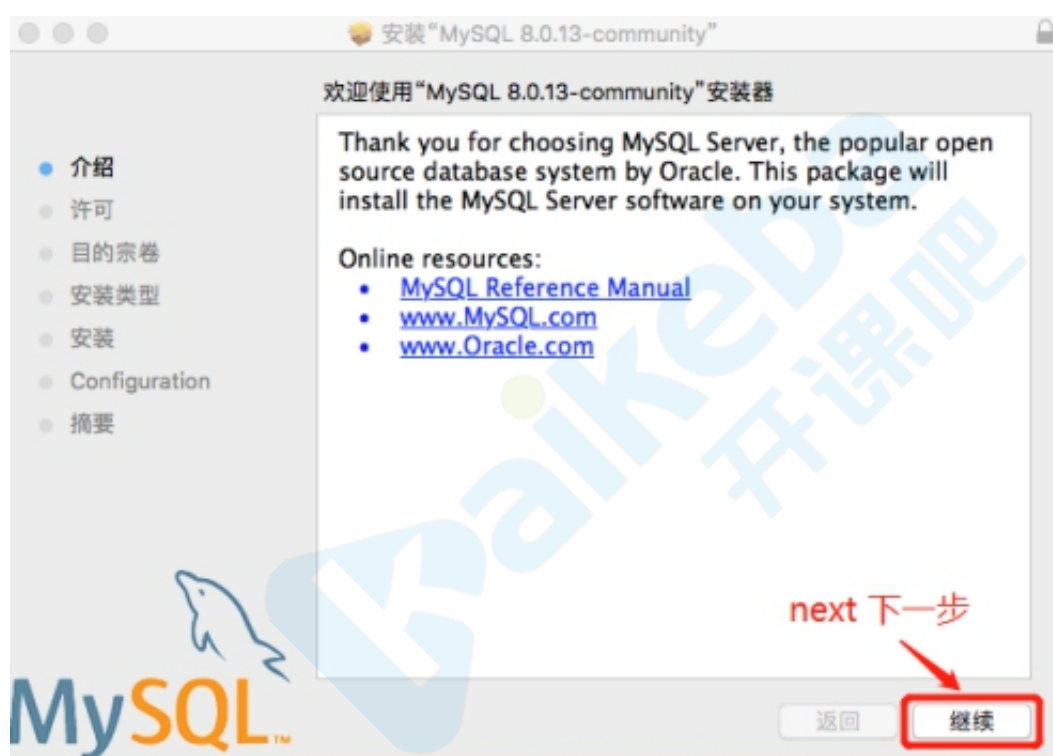 安装“MySQL 8.0.13-community”
欢迎使用“MySQL 8.0.13-community”安装器
介绍
许可
目的宗卷
安装类型
安装
Configuration
摘要
Thank you for choosing MySQL Server, the popular open
source database system by Oracle. This package will
install the MySQL Server software on your system.
Online resources:
• MySQL Reference Manual
• www.MySQL.com
• www.Oracle.com
Kaikeba
开课吧
next 下一步
MySQL™
返回
继续